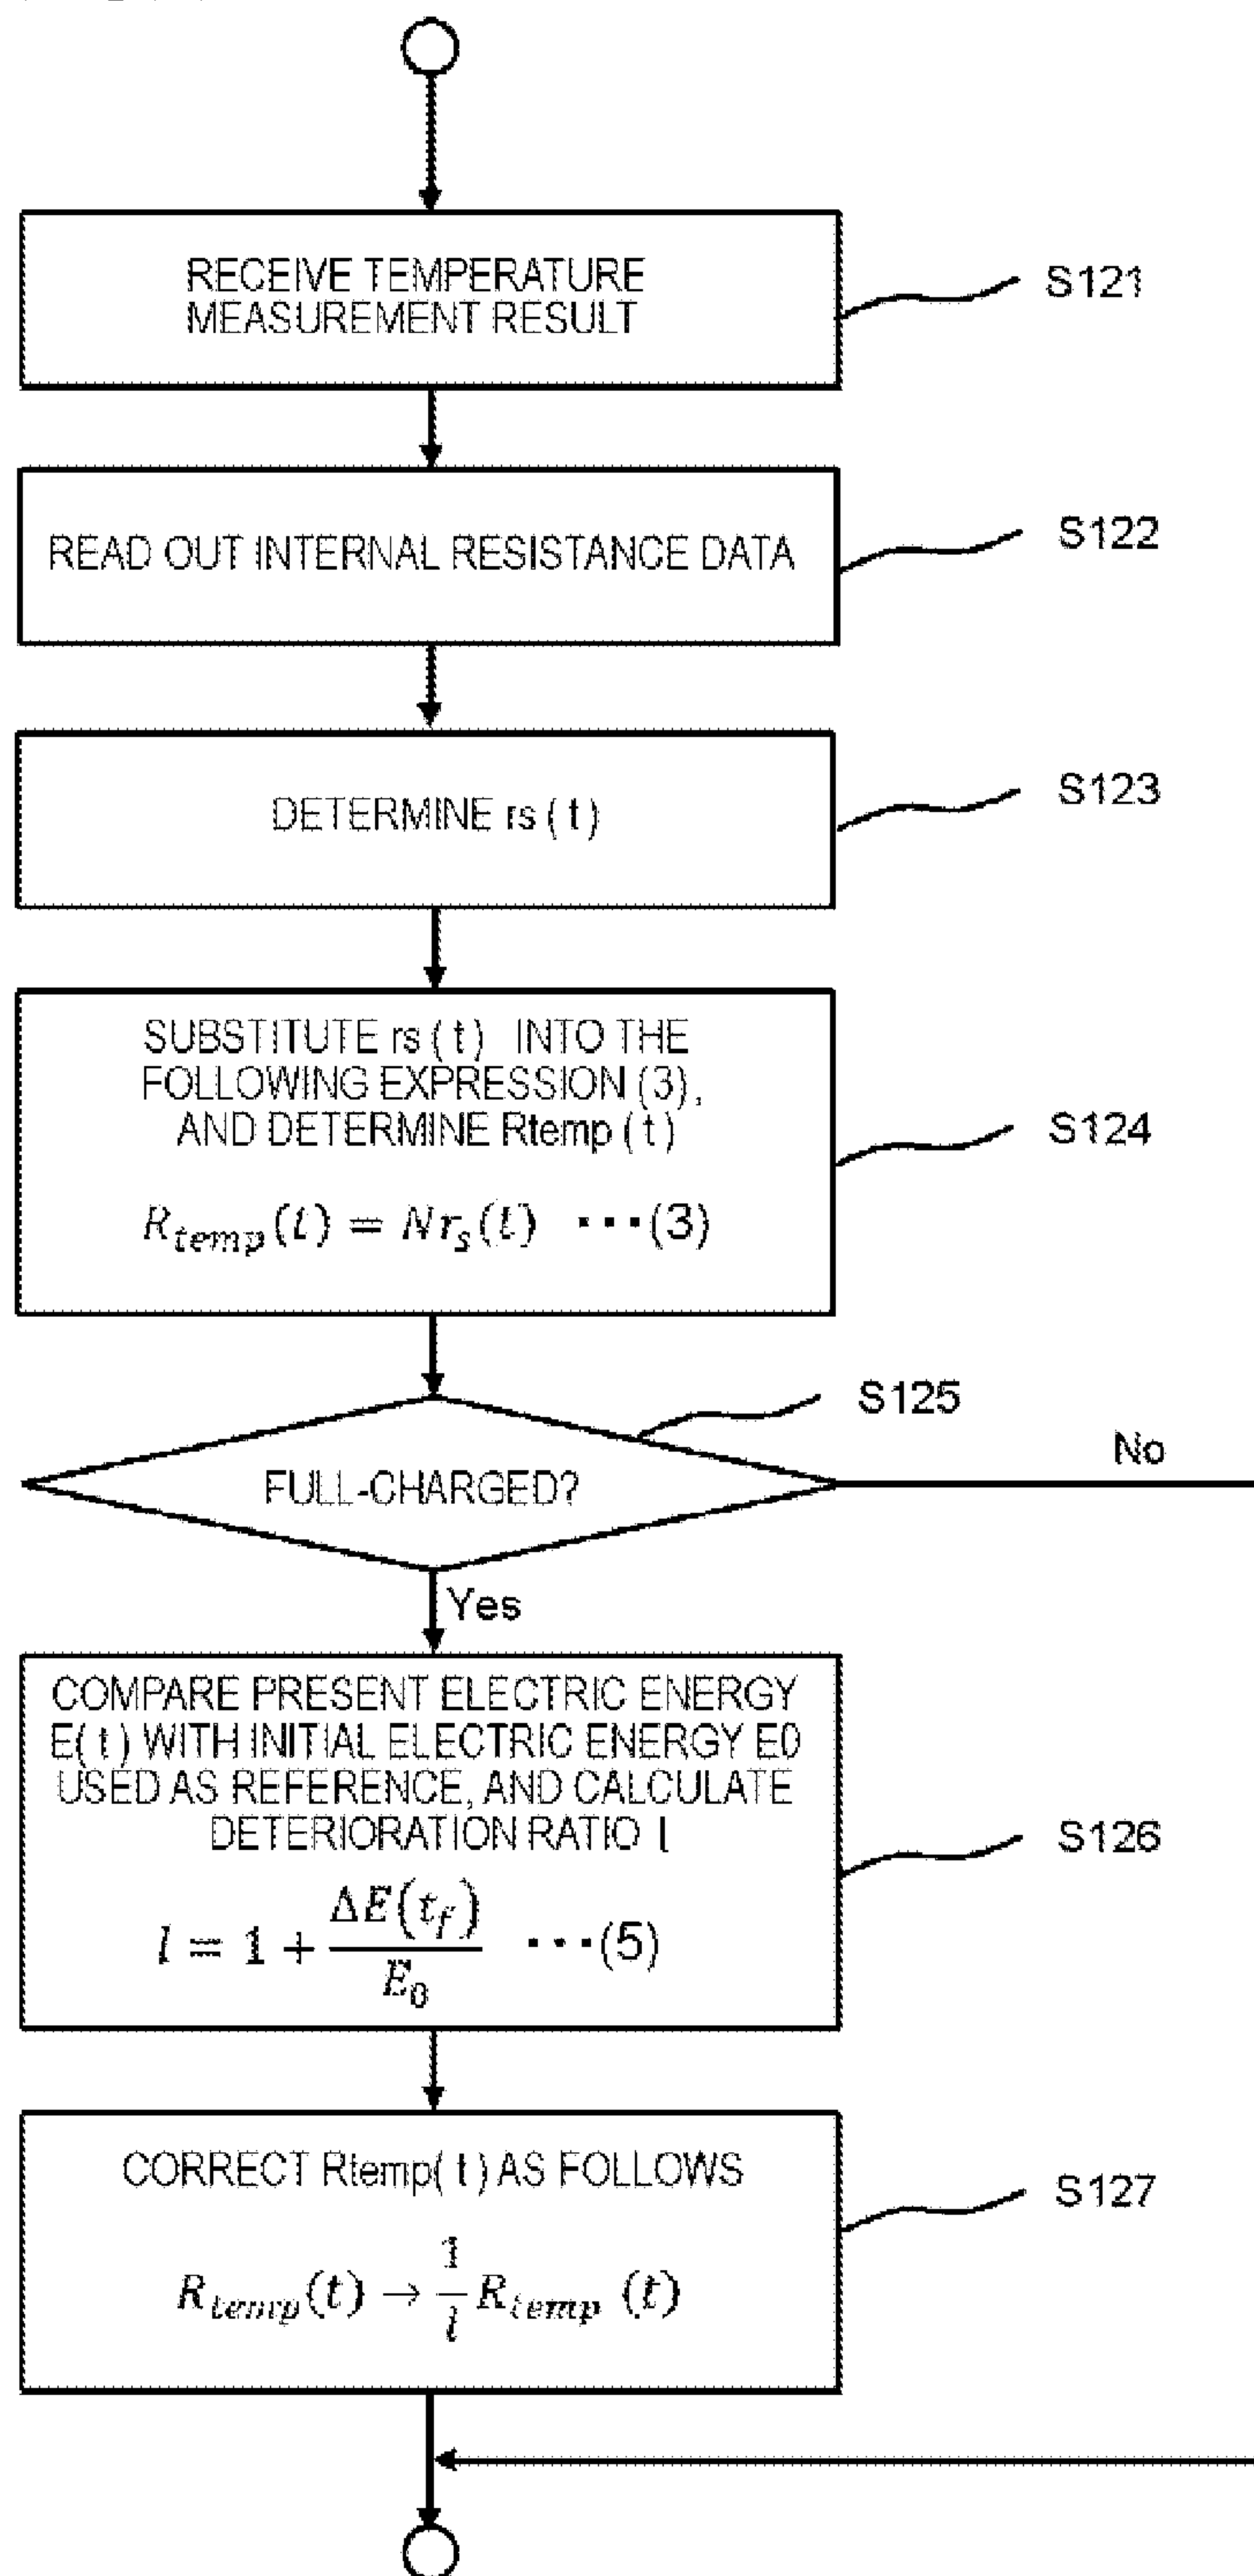 RECEIVE TEMPERATURE
MEASUREMENT RESULT
S121
READ OUT INTERNAL RESISTANCE DATA
S122
DETERMINE rs(t)
S123
SUBSTITUTE rs(t) INTO THE
FOLLOWING EXPRESSION (3),
AND DETERMINE Rtemp(t)
R_temp(t) = Nr_s(t) ···(3)
S124
FULL-CHARGED?
S125
No
Yes
COMPARE PRESENT ELECTRIC ENERGY
E(t) WITH INITIAL ELECTRIC ENERGY E0
USED AS REFERENCE, AND CALCULATE
DETERIORATION RATIO l
l = 1 + ΔE(t_f)/E_0 ···(5)
S126
CORRECT Rtemp(t) AS FOLLOWS
R_temp(t) → 1/l R_temp (t)
S127